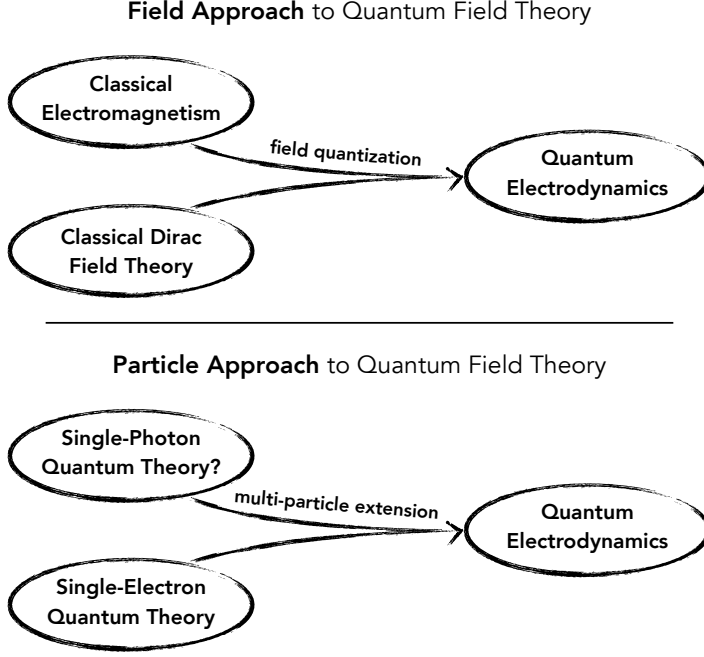 Field Approach to Quantum Field Theory
Classical
Electromagnetism
field quantization
Quantum
Electrodynamics
Classical Dirac
Field Theory
Particle Approach to Quantum Field Theory
Single-Photon
Quantum Theory?
multi-particle extension
Quantum
Electrodynamics
Single-Electron
Quantum Theory